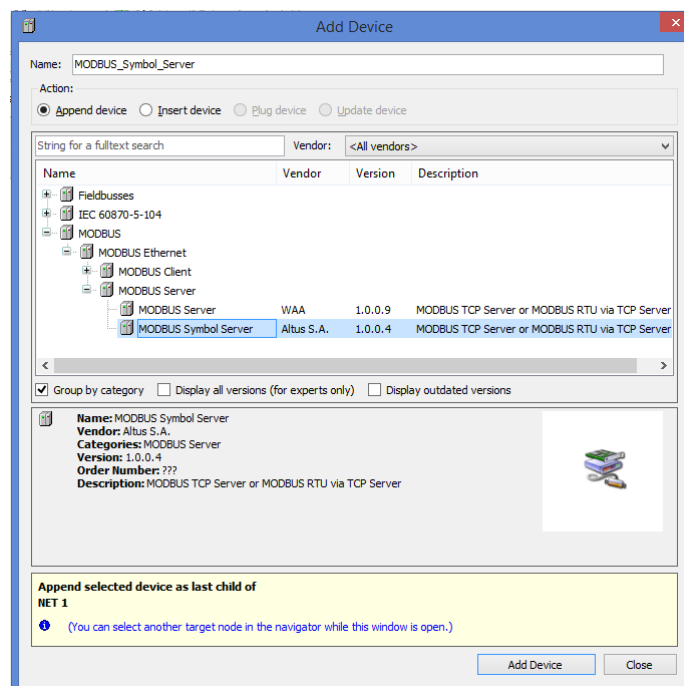 Add Device
Name: MODBUS_Symbol_Server
Action:
Append device Insert device Plug device Update device
String for a fulltext search Vendor: <All vendors>
Name Vendor Version Description
Fieldbusses
IEC 60870-5-104
MODBUS
MODBUS Ethernet
MODBUS Client
MODBUS Server
MODBUS Server WAA 1.0.0.9 MODBUS TCP Server or MODBUS RTU via TCP Server
MODBUS Symbol Server Altus S.A. 1.0.0.4 MODBUS TCP Server or MODBUS RTU via TCP Server
Group by category Display all versions (for experts only) Display outdated versions
Name: MODBUS Symbol Server
Vendor: Altus S.A.
Categories: MODBUS Server
Version: 1.0.0.4
Order Number: ???
Description: MODBUS TCP Server or MODBUS RTU via TCP Server
Append selected device as last child of
NET 1
(You can select another target node in the navigator while this window is open.)
Add Device Close